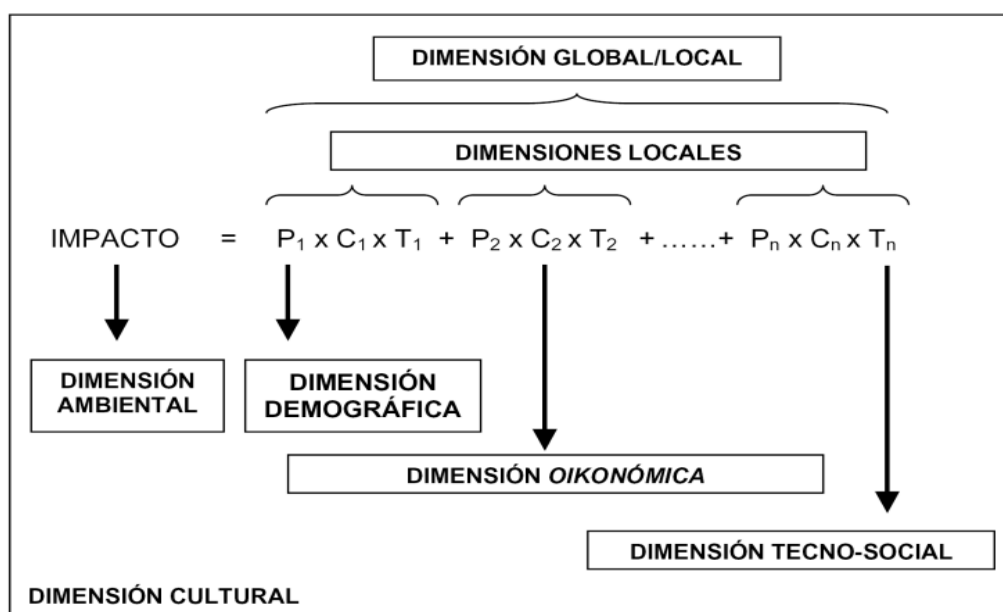 DIMENSIÓN GLOBAL/LOCAL
DIMENSIONES LOCALES
IMPACTO = P₁ x C₁ x T₁ + P₂ x C₂ x T₂ + ......+ Pₙ x Cₙ x Tₙ
DIMENSIÓN
AMBIENTAL
DIMENSIÓN
DEMOGRÁFICA
DIMENSIÓN OIKONÓMICA
DIMENSIÓN TECNO-SOCIAL
DIMENSIÓN CULTURAL